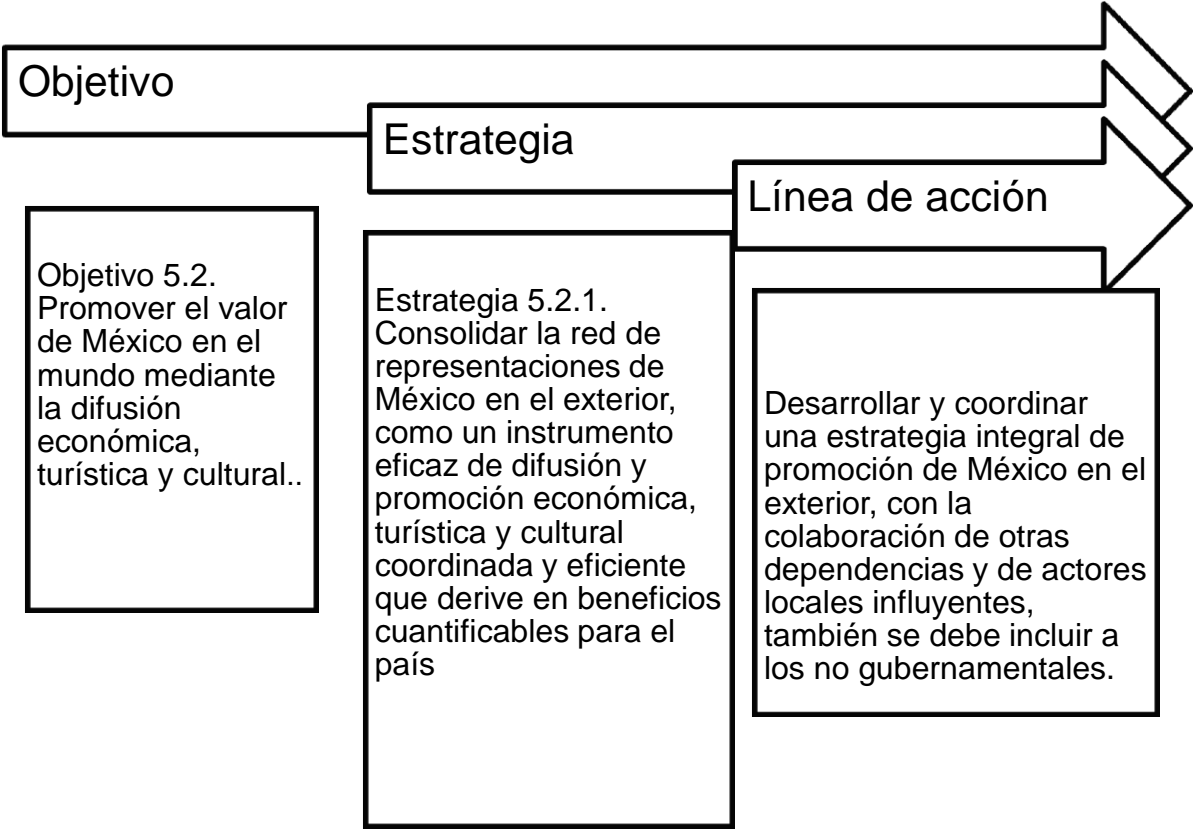 Objetivo
Estrategia
Línea de acción
Objetivo 5.2.
Promover el valor
de México en el
mundo mediante
la difusión
económica,
turística y cultural..
Estrategia 5.2.1.
Consolidar la red de
representaciones de
México en el exterior,
como un instrumento
eficaz de difusión y
promoción económica,
turística y cultural
coordinada y eficiente
que derive en beneficios
cuantificables para el
país
Desarrollar y coordinar
una estrategia integral de
promoción de México en el
exterior, con la
colaboración de otras
dependencias y de actores
locales influyentes,
también se debe incluir a
los no gubernamentales.